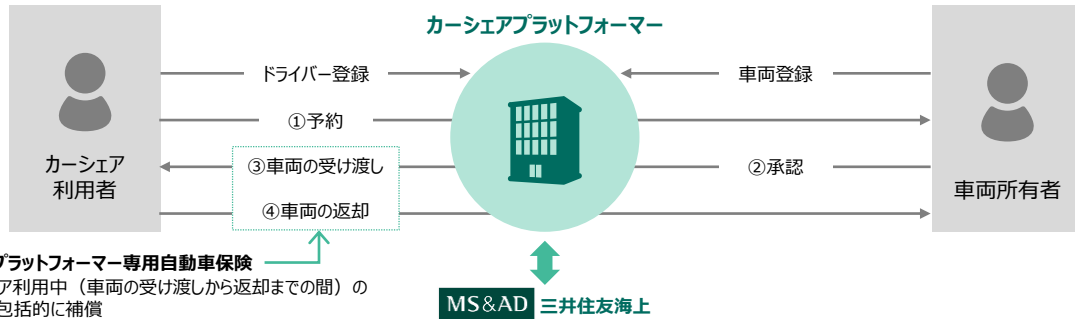 カーシェアプラットフォーマー
ドライバー登録
車両登録
①予約
カーシェア
利用者
③車両の受け渡し
②承認
車両所有者
④車両の返却
プラットフォーマー専用自動車保険
ア利用中（車両の受け渡しから返却までの間）の
包括的に補償
MS&AD 三井住友海上